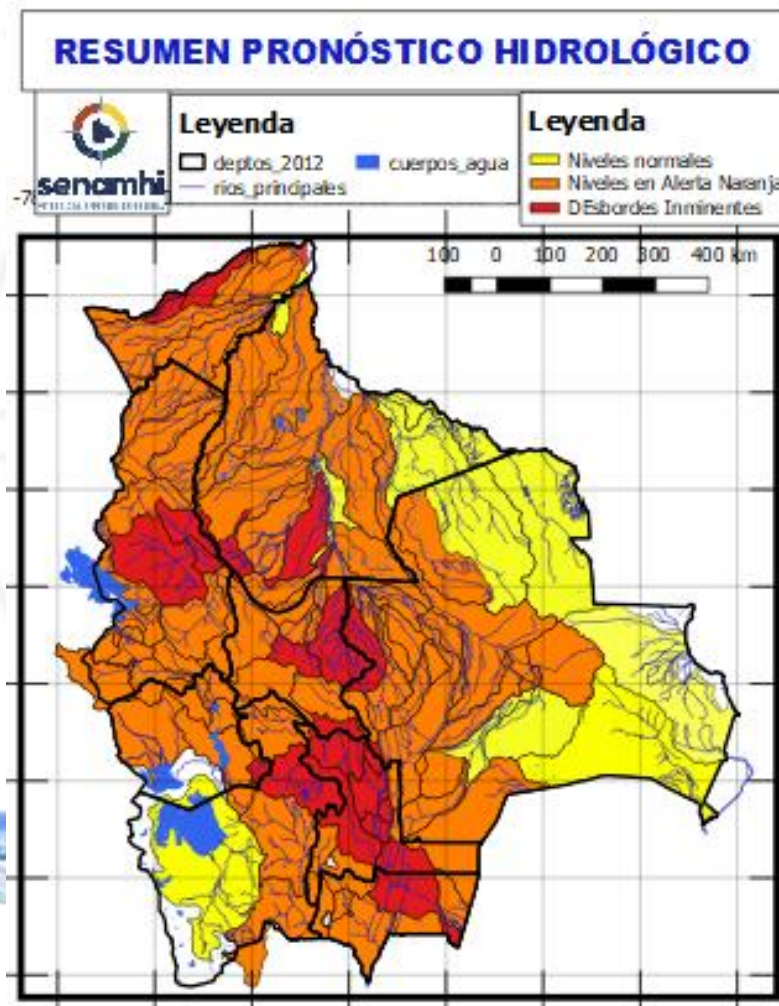 RESUMEN PRONÓSTICO HIDROLÓGICO
senamhi
Leyenda
deptos_2012
cuerpos_agua
rios_principales
Leyenda
Niveles normales
Niveles en Alerta Naranja
DEsbordes Inminentes
100 0 100 200 300 400 km